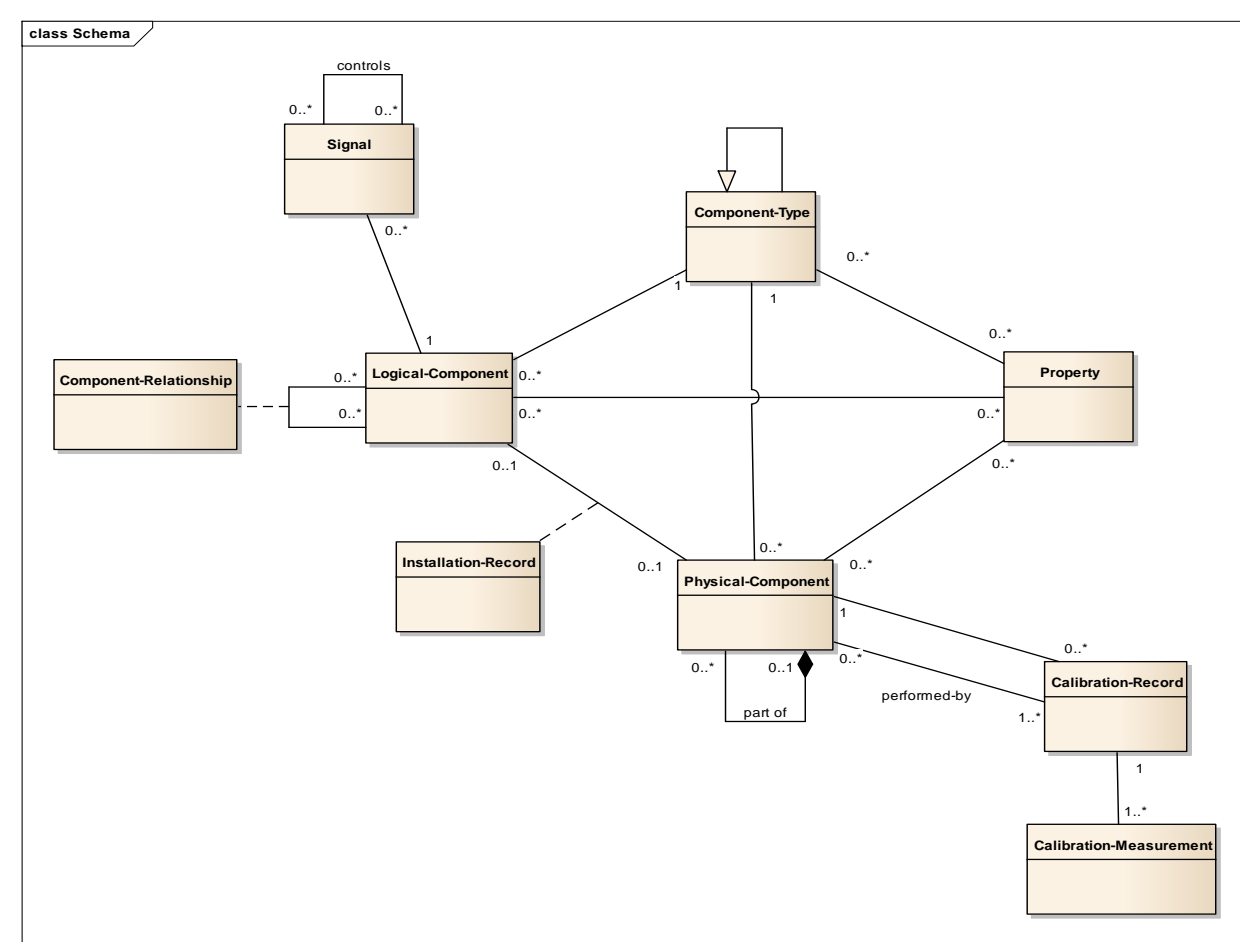 class Schema
controls
0..*
0..*
Signal
0..*
1
Component-Type
1
1
0..*
0..*
Component-Relationship
0..*
0..*
Logical-Component
0..*
0..*
0..*
Property
0..*
0..1
0..1
Installation-Record
0..*
0..*
Physical-Component
0..*
0..1
part of
1
0..*
0..*
performed-by
1..*
Calibration-Record
1
1..*
Calibration-Measurement